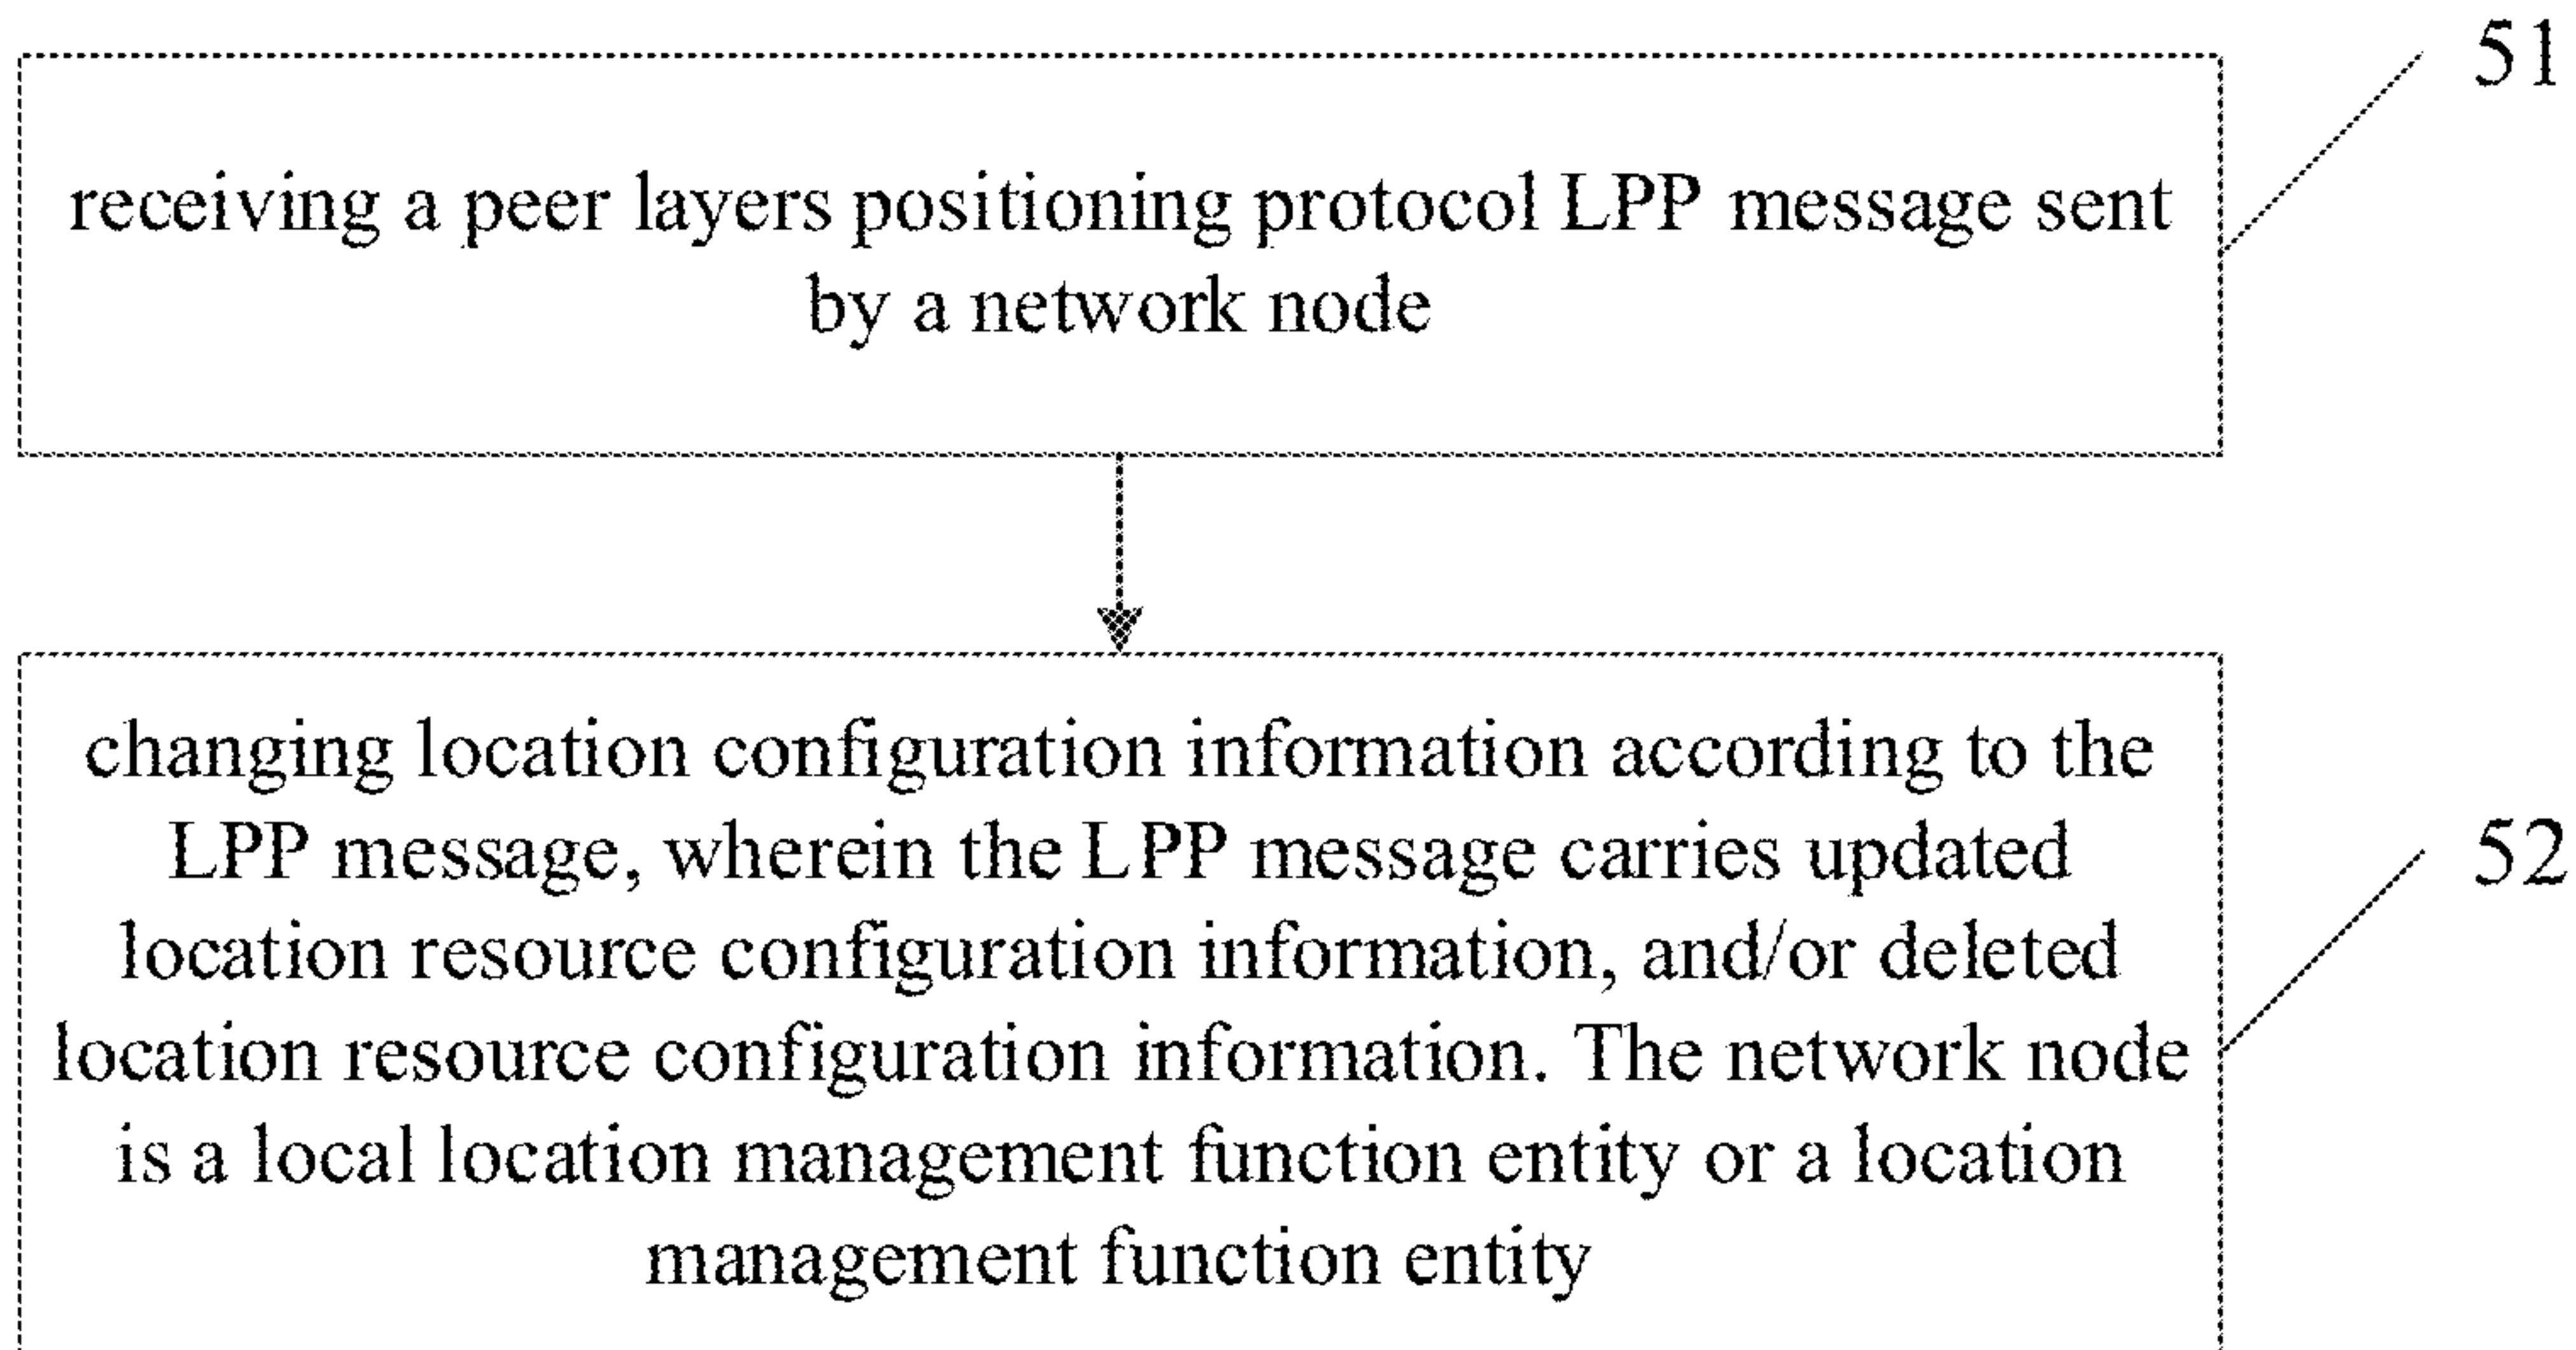 51
receiving a peer layers positioning protocol LPP message sent
by a network node
changing location configuration information according to the
LPP message, wherein the LPP message carries updated
location resource configuration information, and/or deleted
location resource configuration information. The network node
is a local location management function entity or a location
management function entity
52